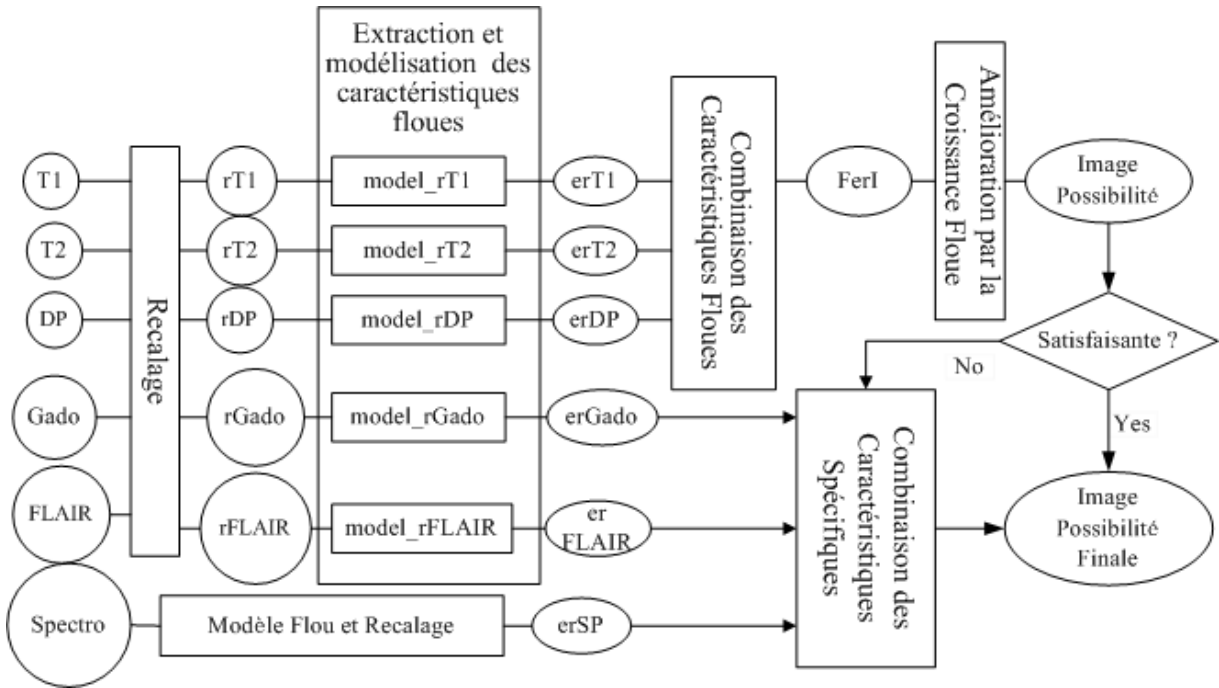 Extraction et
modélisation des
caractéristiques
floues
T1
rT1
model_rT1
erT1
T2
rT2
model_rT2
erT2
DP
rDP
model_rDP
erDP
Gado
rGado
model_rGado
erGado
FLAIR
rFLAIR
model_rFLAIR
er
FLAIR
Spectro
Modèle Flou et Recalage
erSP
Recalage
Combinaison des
Caractéristiques Floues
FerI
Amélioration par la
Croissance Floue
Image
Possibilité
Satisfaisante ?
No
Yes
Combinaison des
Caractéristiques
Spécifiques
Image
Possibilité
Finale